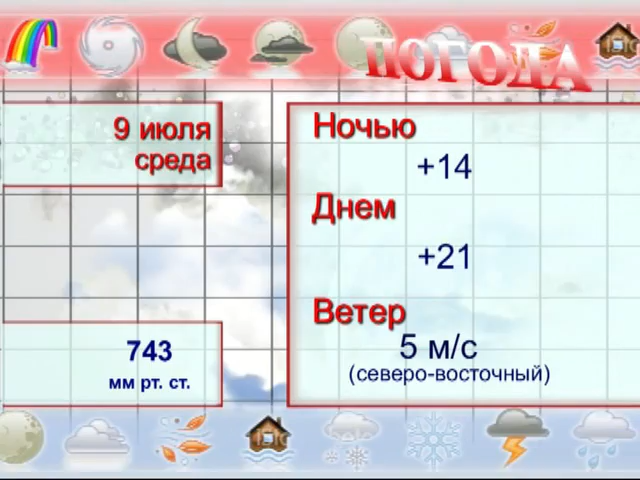 ПОГОДА
9 июля
среда
Ночью
+14
Днем
+21
Ветер
5 м/с
(северо-восточный)
743
мм рт. ст.